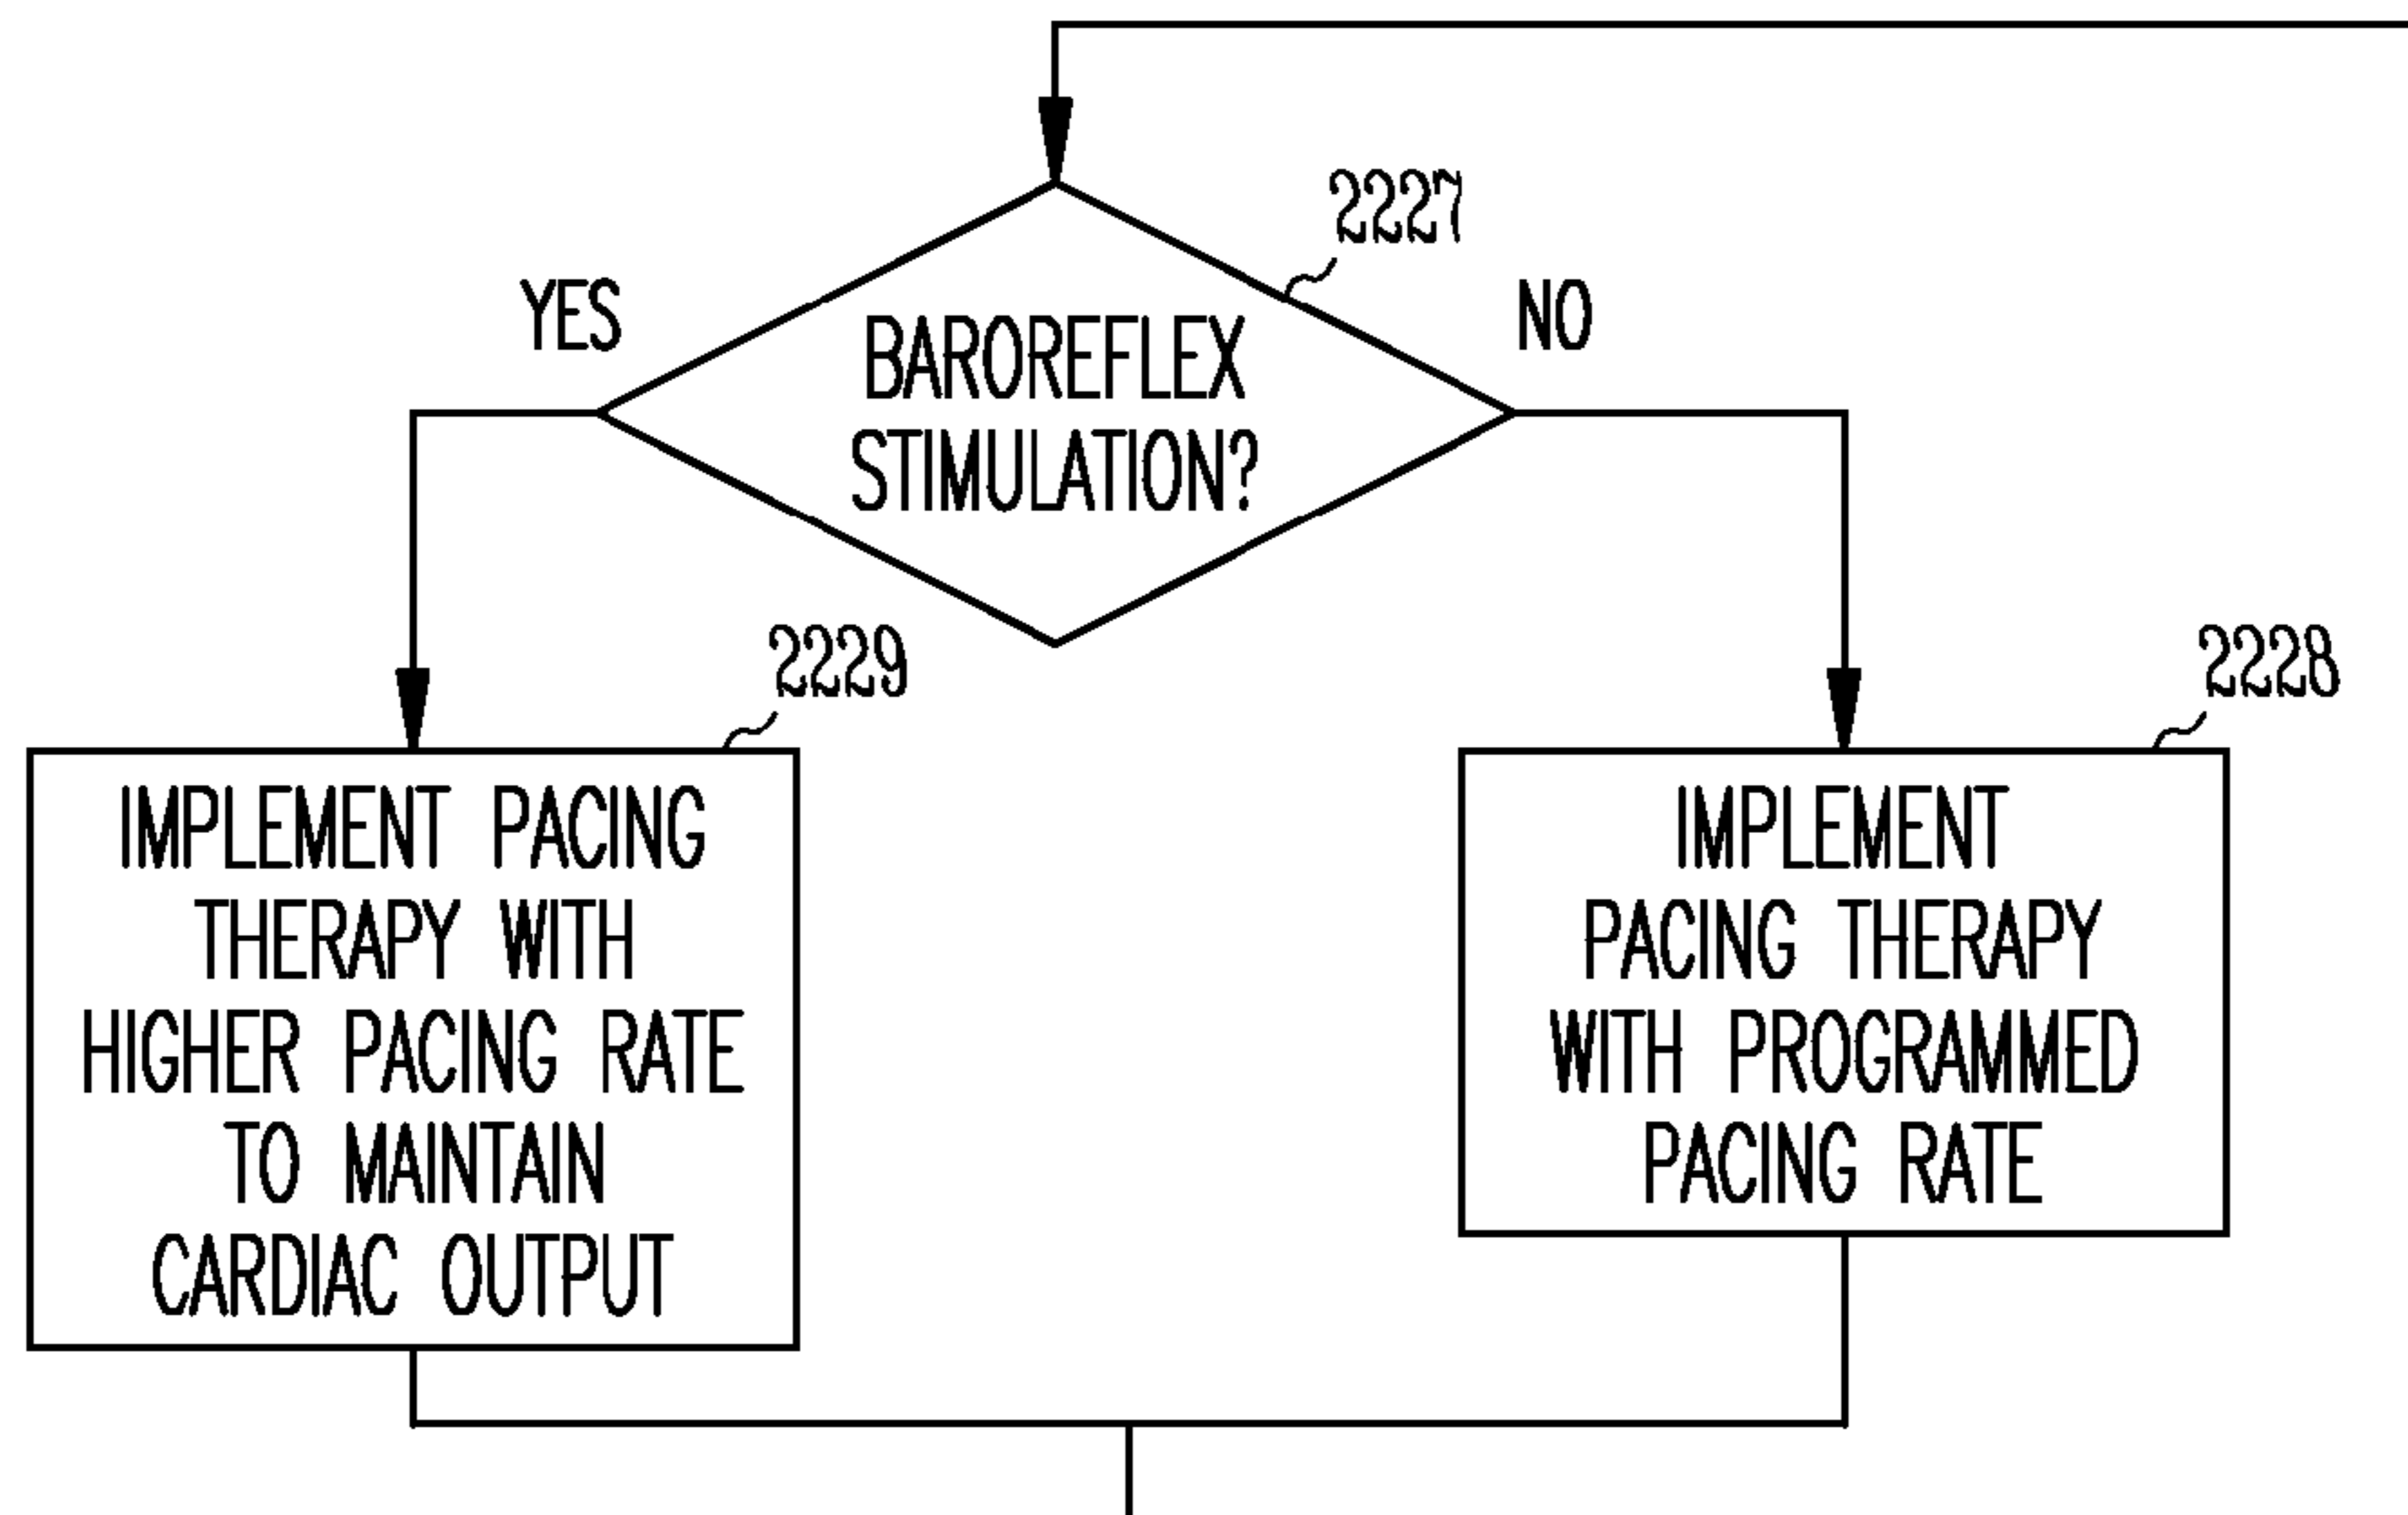 2227
YES
NO
BAROREFLEX
STIMULATION?
2229
2228
IMPLEMENT PACING
THERAPY WITH
HIGHER PACING RATE
TO MAINTAIN
CARDIAC OUTPUT
IMPLEMENT
PACING THERAPY
WITH PROGRAMMED
PACING RATE